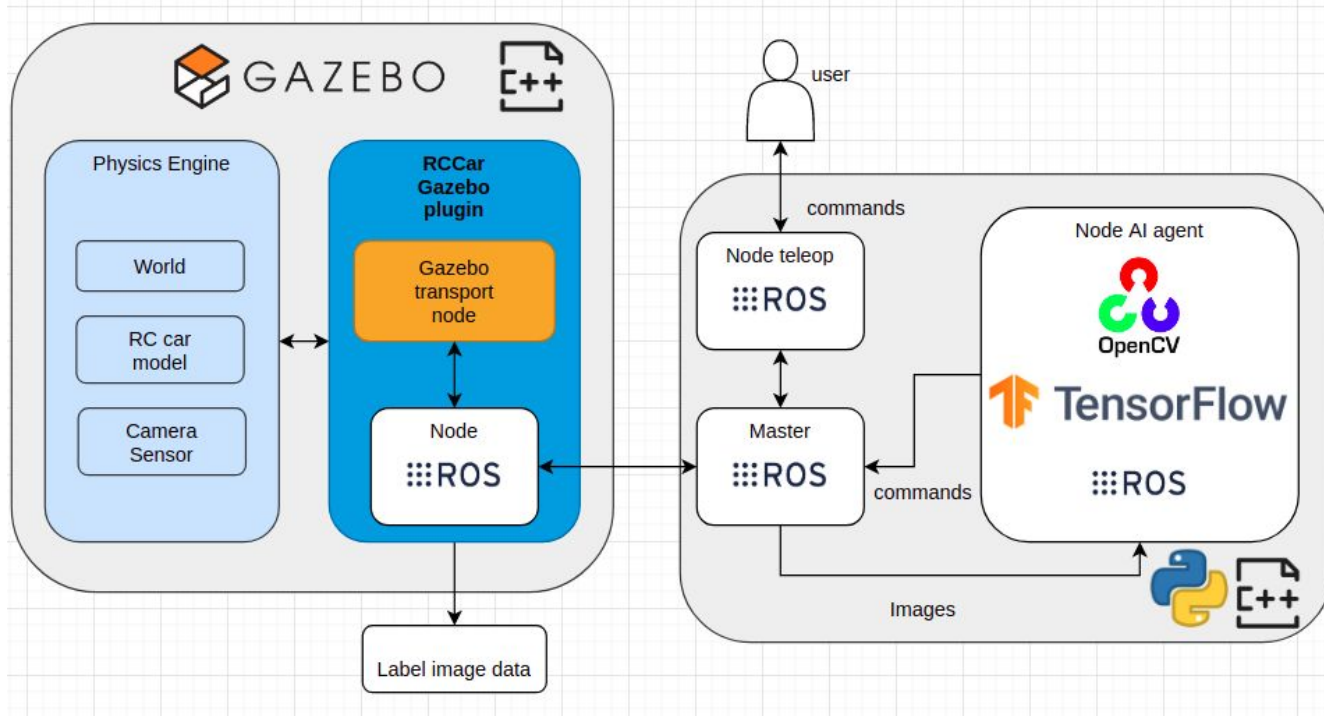 GAZEBO
C++
Physics Engine
World
RC car
model
Camera
Sensor
RCCar
Gazebo
plugin
Gazebo
transport
node
Node
ROS
Label image data
user
commands
Node teleop
ROS
Master
ROS
commands
Images
Node AI agent
OpenCV
TensorFlow
ROS
C++